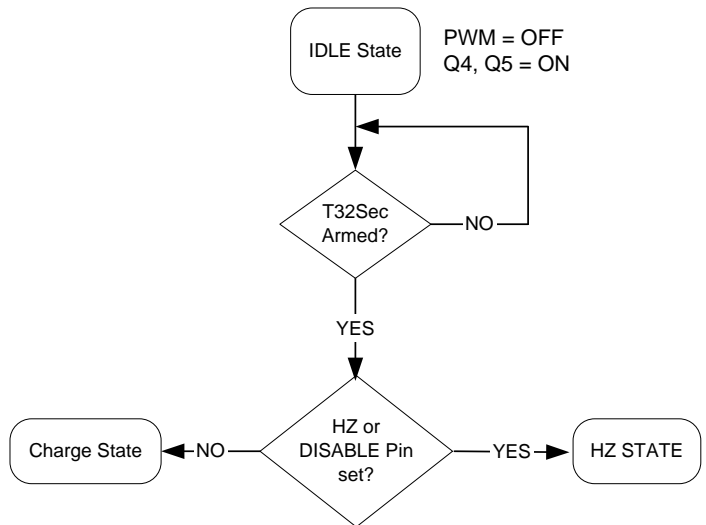 IDLE State
PWM = OFF
Q4, Q5 = ON
T32Sec
Armed?
NO
YES
HZ or
DISABLE Pin
set?
Charge State
NO
YES
HZ STATE